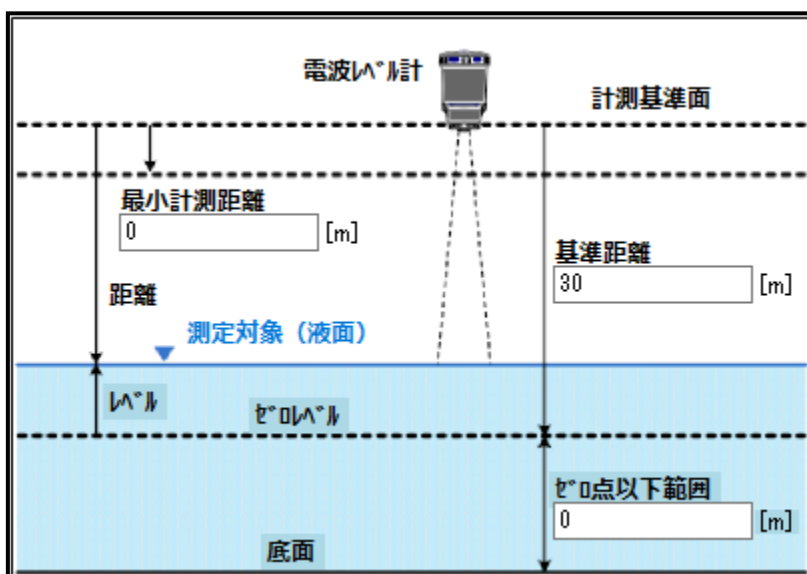 電波ﾚﾍﾞﾙ計
計測基準面
最小計測距離
0 [m]
基準距離
30 [m]
距離
測定対象（液面）
ﾚﾍﾞﾙ
ｾﾞﾛﾚﾍﾞﾙ
ｾﾞﾛ点以下範囲
0 [m]
底面